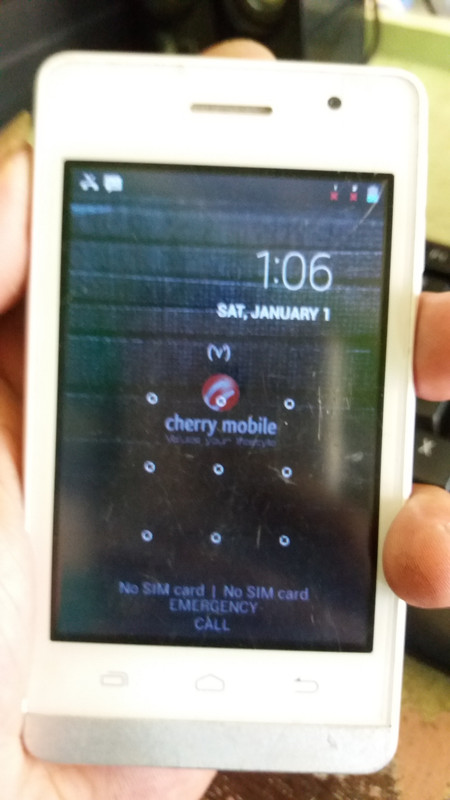 1:06
SAT, JANUARY 1
cherry mobile
No SIM card | No SIM card
EMERGENCY
CALL